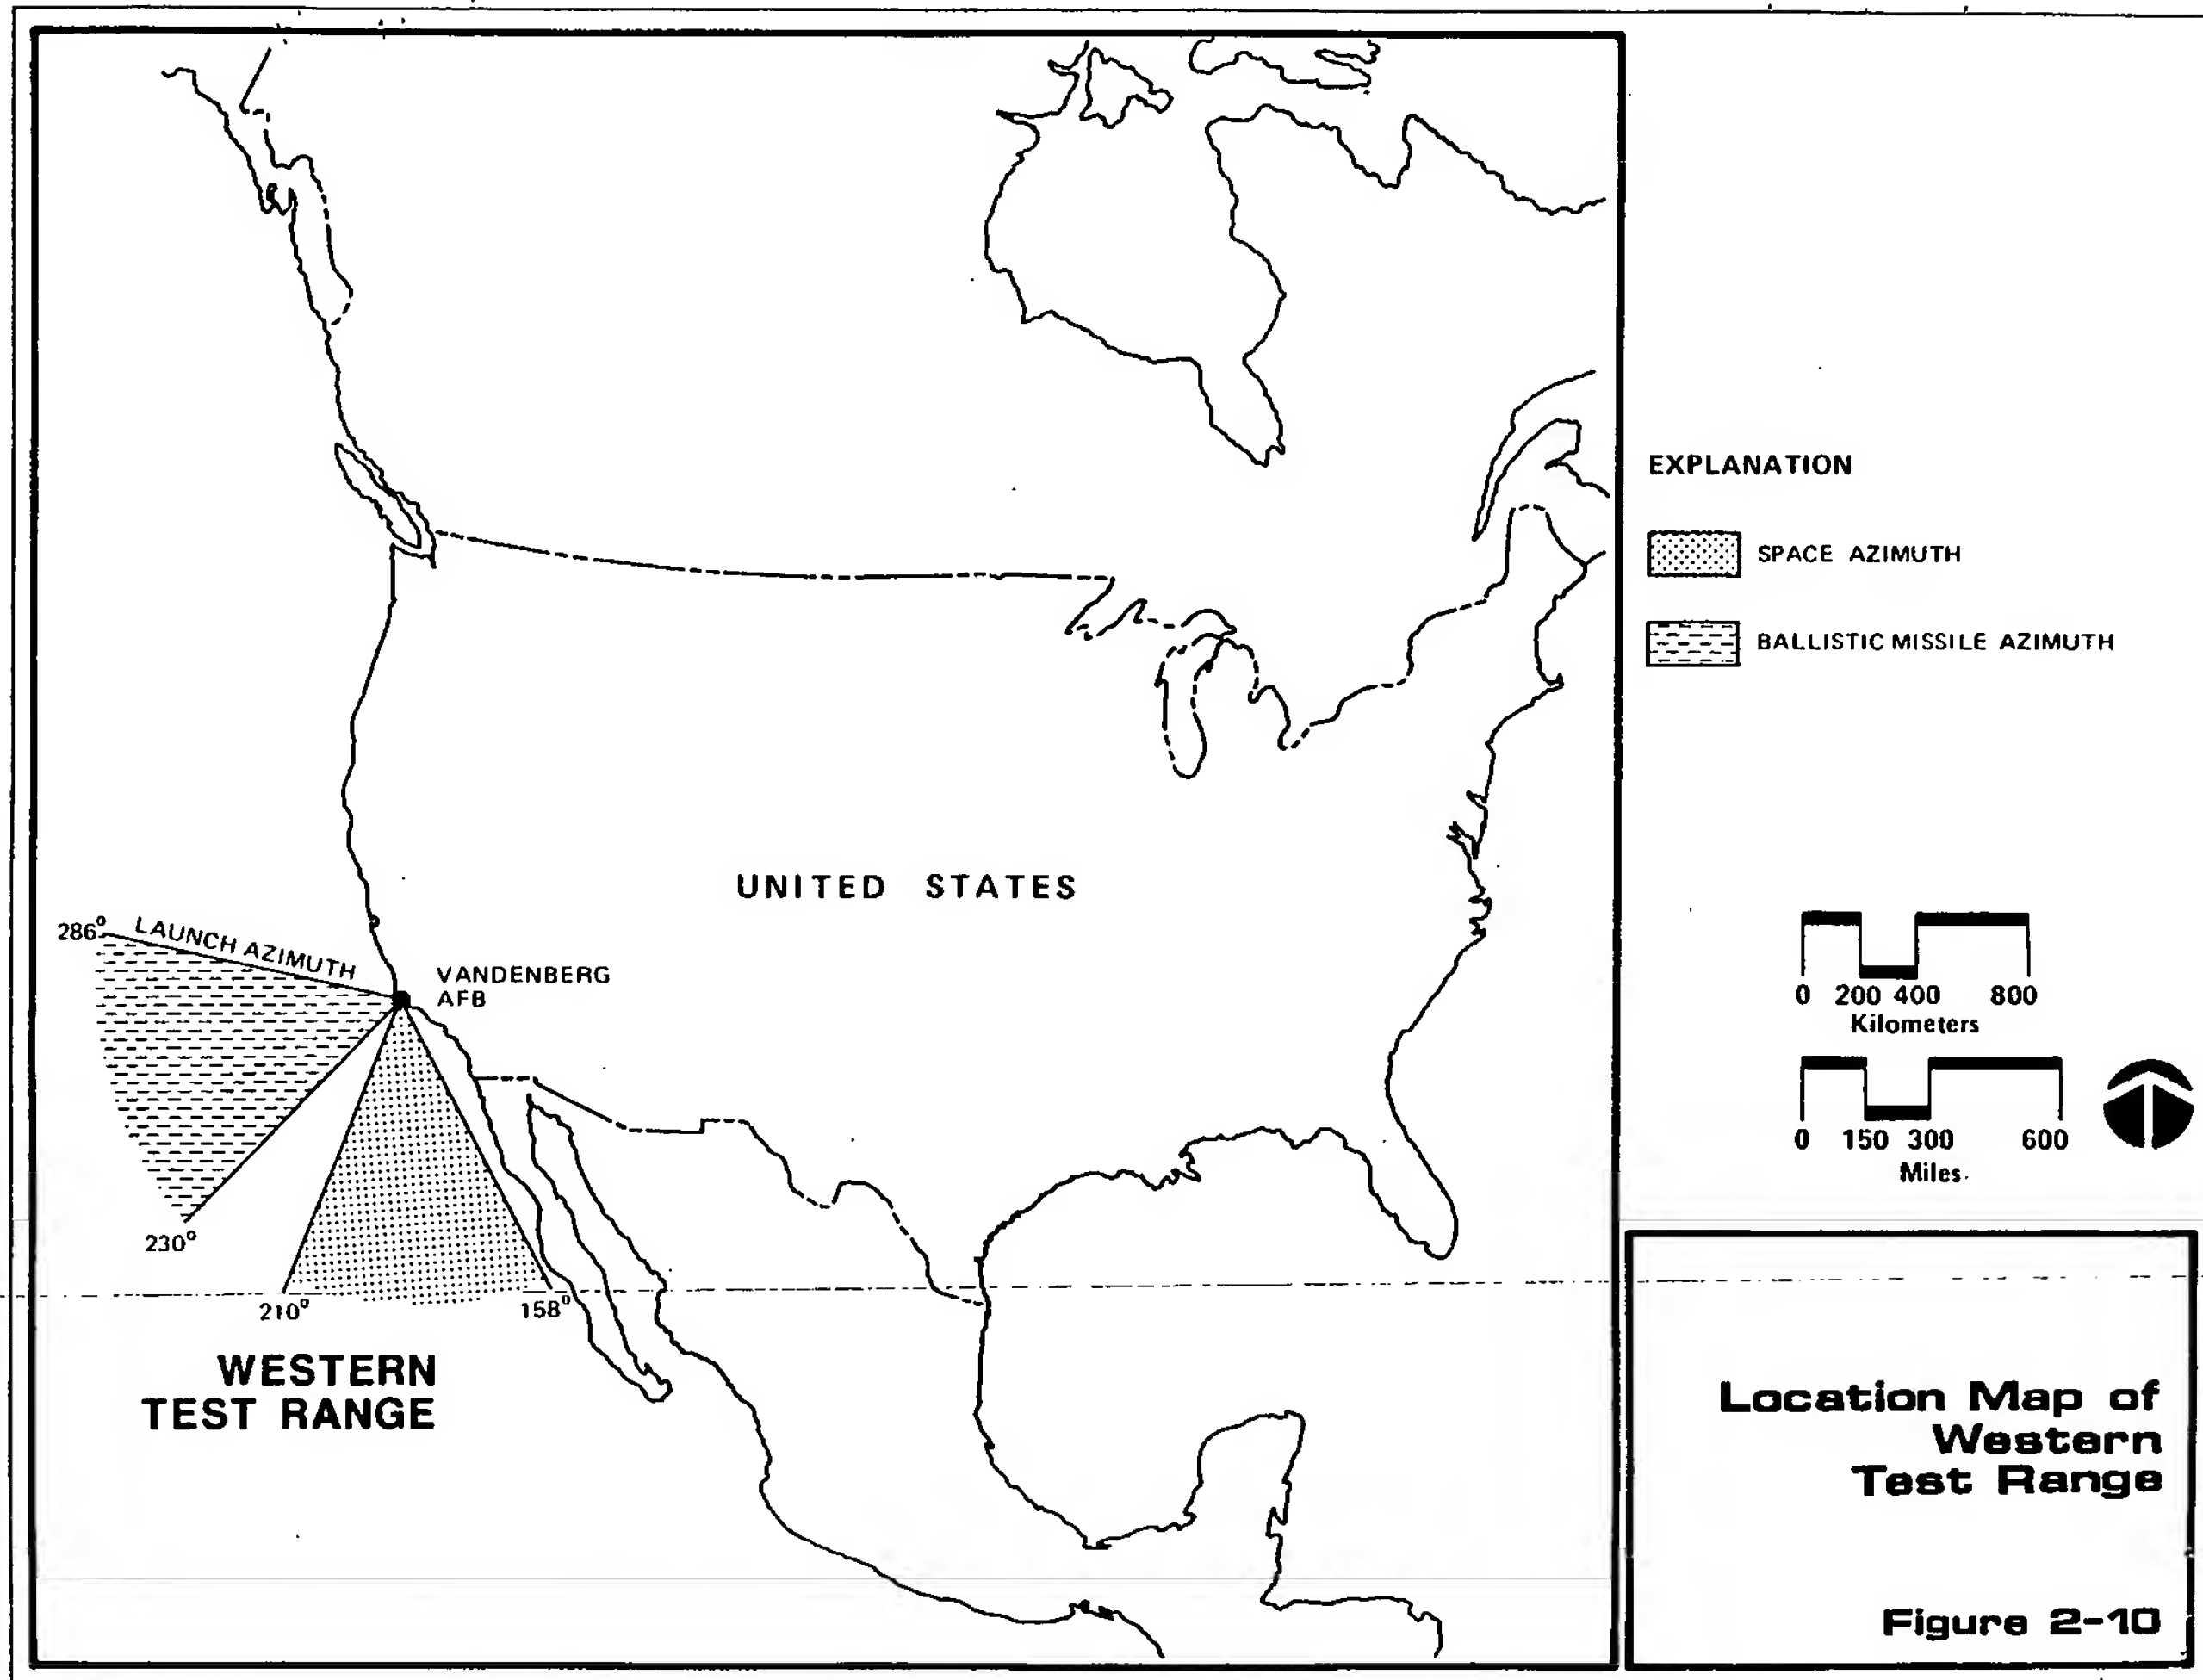 EXPLANATION
SPACE AZIMUTH
BALLISTIC MISSILE AZIMUTH
UNITED STATES
286° LAUNCH AZIMUTH
VANDENBERG
AFB
230°
210°
158°
WESTERN
TEST RANGE
0 200 400 800
Kilometers
0 150 300 600
Miles
Location Map of
Western
Test Range
Figure 2-10